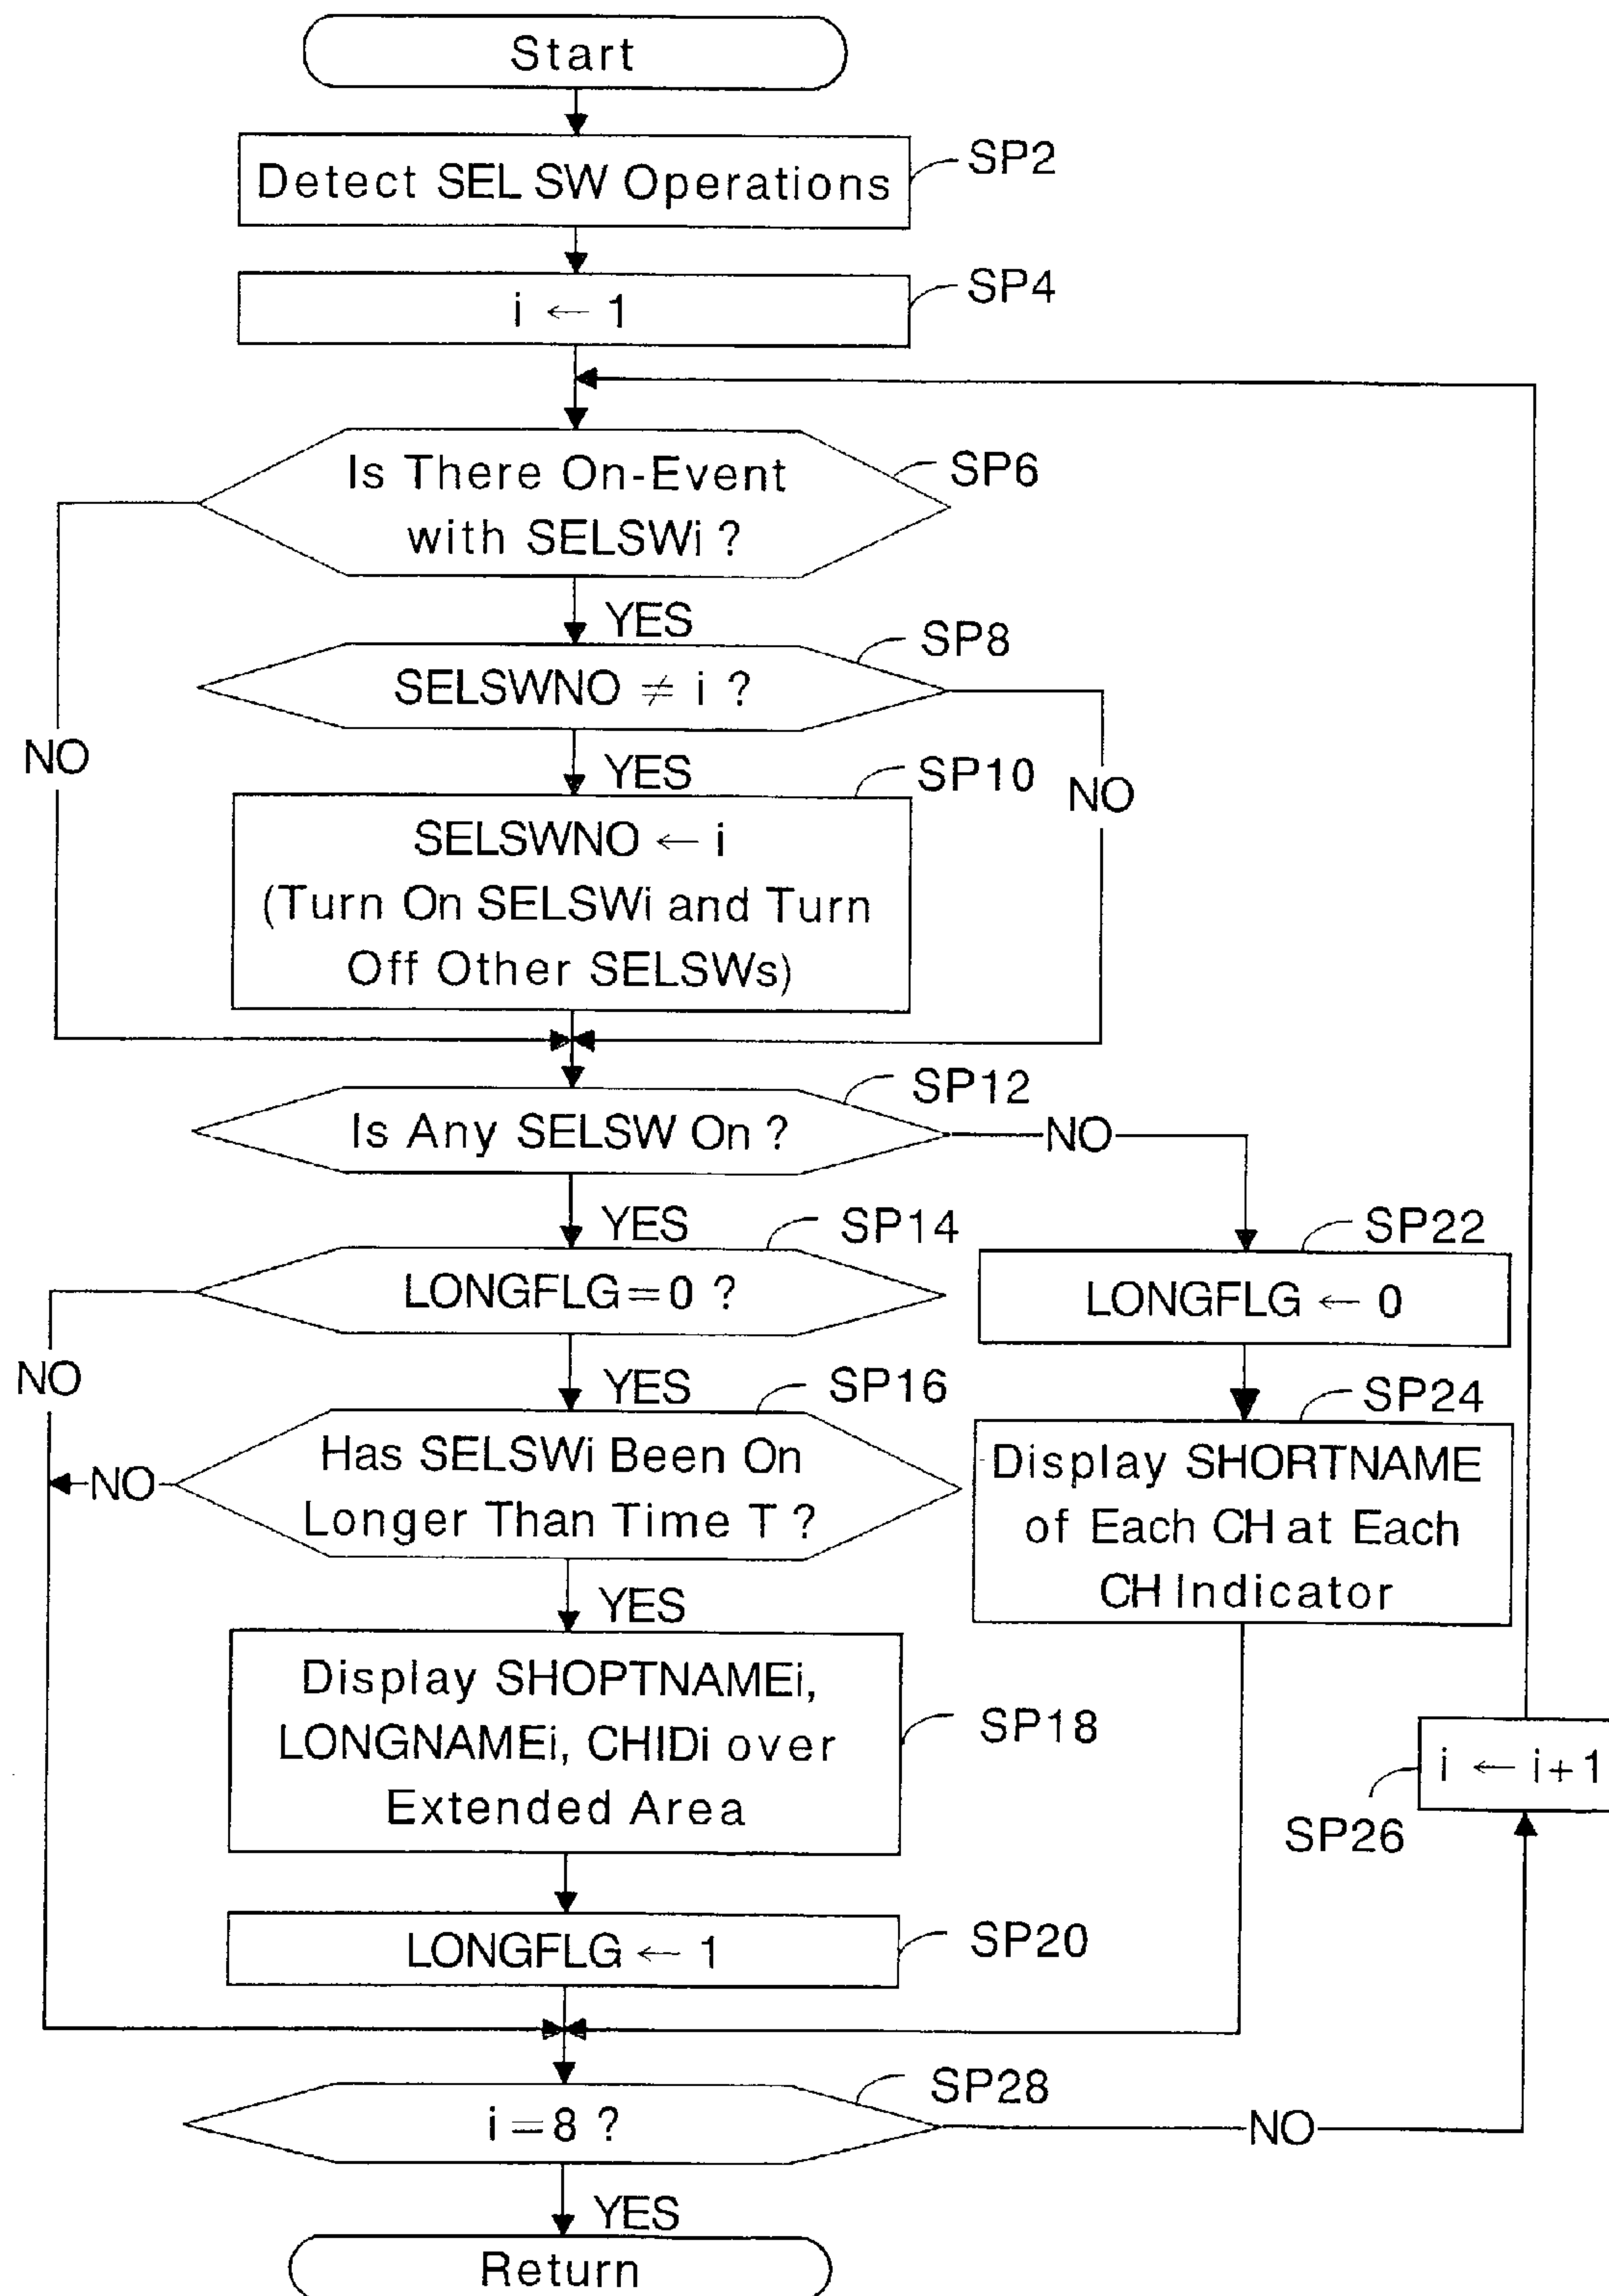 Start
Detect SEL SW Operations
SP2
i ← 1
SP4
Is There On-Event
with SELSWi ?
SP6
YES
NO
SELSWNO ≠ i ?
SP8
YES
NO
SELSWNO ← i
(Turn On SELSWi and Turn
Off Other SELSWs)
SP10
Is Any SELSW On ?
SP12
NO
YES
LONGFLG=0 ?
SP14
NO
YES
LONGFLG ← 0
SP22
Has SELSWi Been On
Longer Than Time T ?
SP16
NO
YES
Display SHORTNAME
of Each CH at Each
CH Indicator
SP24
Display SHOPTNAMEi,
LONGNAMEi, CHIDi over
Extended Area
SP18
i ← i+1
SP26
LONGFLG ← 1
SP20
i=8 ?
SP28
NO
YES
Return